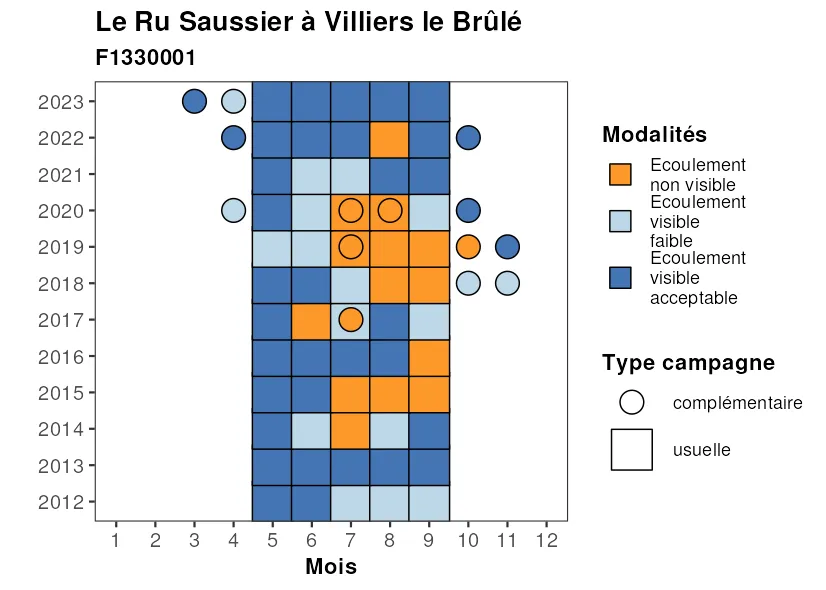 Le Ru Saussier à Villiers le Brûlé
F1330001
2023
2022
2021
2020
2019
2018
2017
2016
2015
2014
2013
2012
1 2 3 4 5 6 7 8 9 10 11 12
Mois
Modalités
Ecoulement
non visible
Ecoulement
visible
faible
Ecoulement
visible
acceptable
Type campagne
complémentaire
usuelle